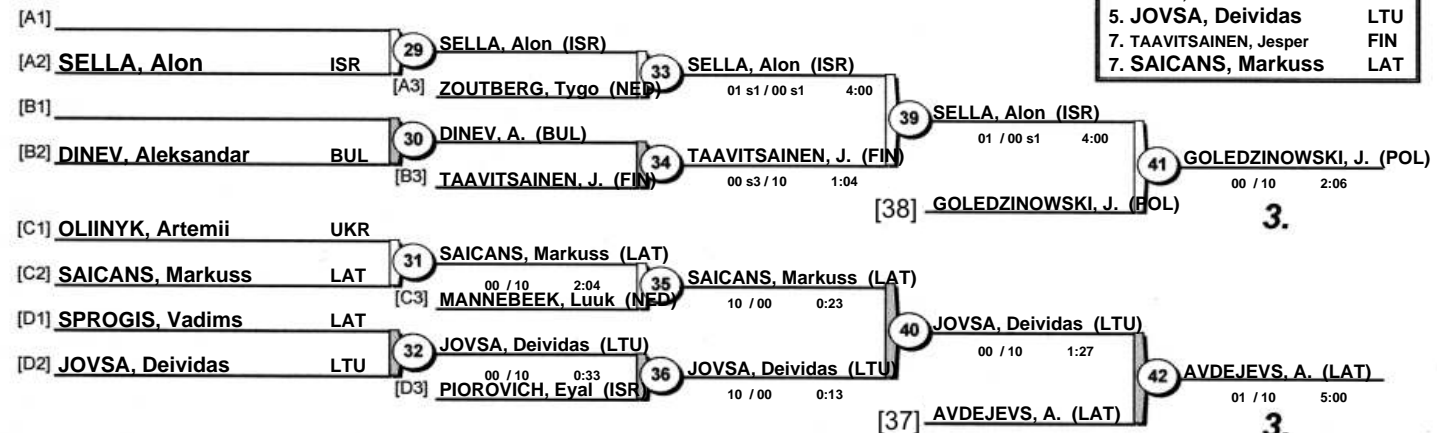 5. JOVSA, Deividas LTU
7. TAAVITSAINEN, Jesper FIN
7. SAICANS, Markuss LAT
[A1]
[A2] SELLA, Alon ISR
29 SELLA, Alon (ISR)
[A3] ZOUTBERG, Tygo (NED)
33 SELLA, Alon (ISR)
01 s1 / 00 s1 4:00
[B1]
[B2] DINEV, Aleksandar BUL
30 DINEV, A. (BUL)
[B3] TAAVITSAINEN, J. (FIN)
34 TAAVITSAINEN, J. (FIN)
00 s3 / 10 1:04
39 SELLA, Alon (ISR)
01 / 00 s1 4:00
[38] GOLEDZINOWSKI, J. (POL)
41 GOLEDZINOWSKI, J. (POL)
00 / 10 2:06
3.
[C1] OLIINYK, Artemii UKR
[C2] SAICANS, Markuss LAT
31 SAICANS, Markuss (LAT)
00 / 10 2:04
[C3] MANNEBEEK, Luuk (NED)
35 SAICANS, Markuss (LAT)
10 / 00 0:23
[D1] SPROGIS, Vadims LAT
[D2] JOVSA, Deividas LTU
32 JOVSA, Deividas (LTU)
00 / 10 0:33
[D3] PIOROVICH, Eyal (ISR)
36 JOVSA, Deividas (LTU)
10 / 00 0:13
40 JOVSA, Deividas (LTU)
00 / 10 1:27
[37] AVDEJEVS, A. (LAT)
42 AVDEJEVS, A. (LAT)
01 / 10 5:00
3.